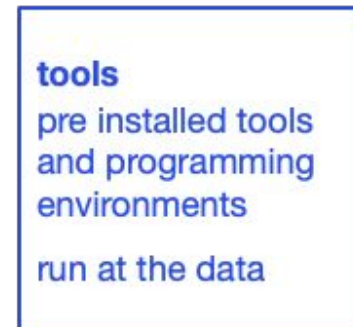 tools
pre installed tools
and programming
environments
run at the data